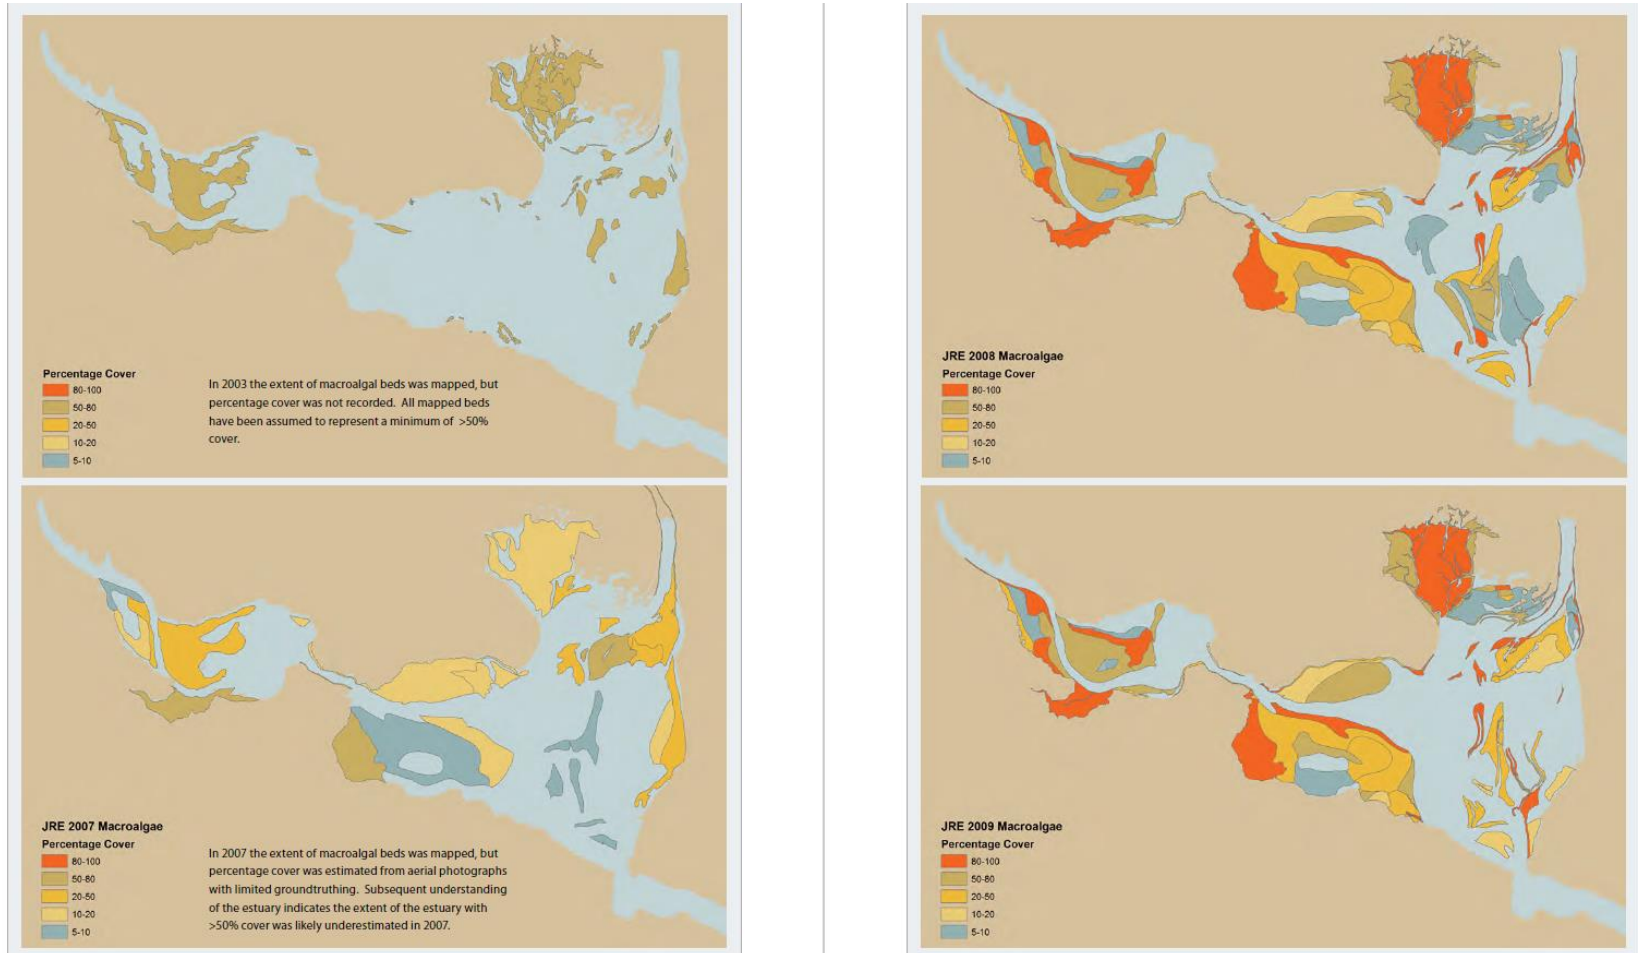 Percentage Cover
80-100
50-80
20-50
10-20
5-10
In 2003 the extent of macroalgal beds was mapped, but
percentage cover was not recorded.  All mapped beds
have been assumed to represent a minimum of  >50%
cover.
JRE 2007 Macroalgae
Percentage Cover
80-100
50-80
20-50
10-20
5-10
In 2007 the extent of macroalgal beds was mapped, but
percentage cover was estimated from aerial photographs
with limited groundtruthing.  Subsequent understanding
of the estuary indicates the extent of the estuary with
>50% cover was likely underestimated in 2007.
JRE 2008 Macroalgae
Percentage Cover
80-100
50-80
20-50
10-20
5-10
JRE 2009 Macroalgae
Percentage Cover
80-100
50-80
20-50
10-20
5-10